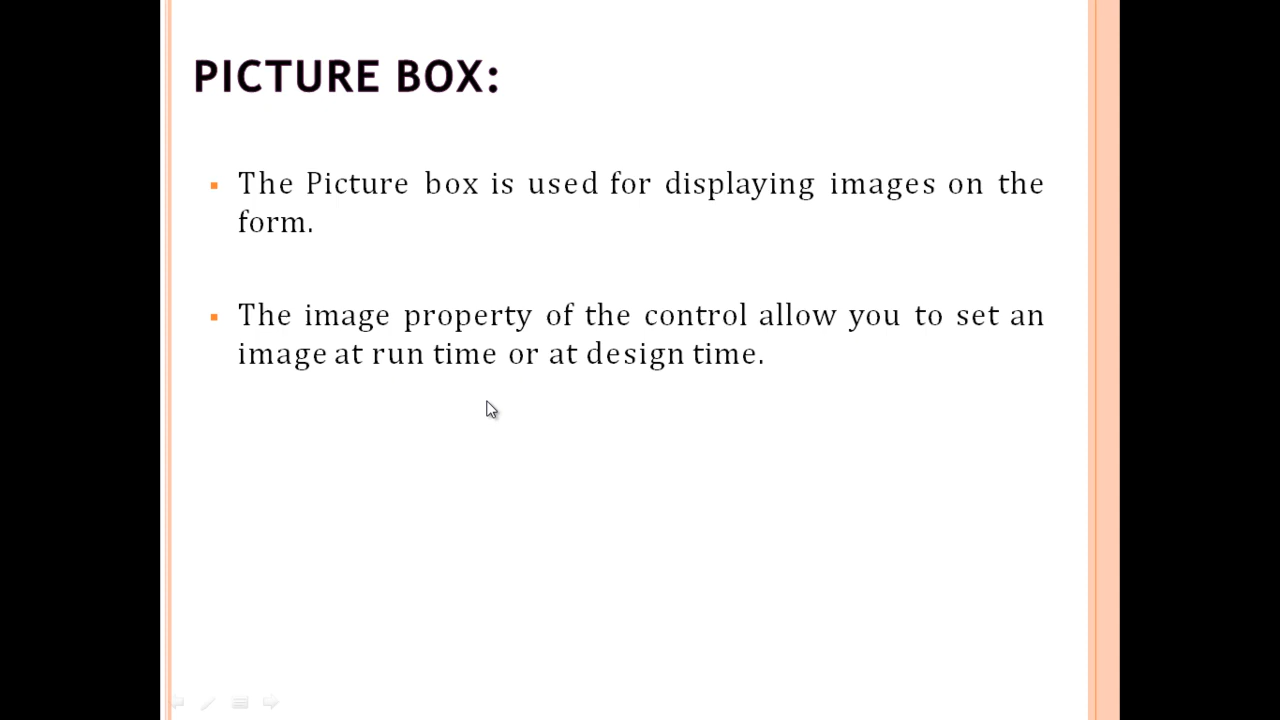 PICTURE BOX:
▪ The Picture box is used for displaying images on the
form.
▪ The image property of the control allow you to set an
image at run time or at design time.